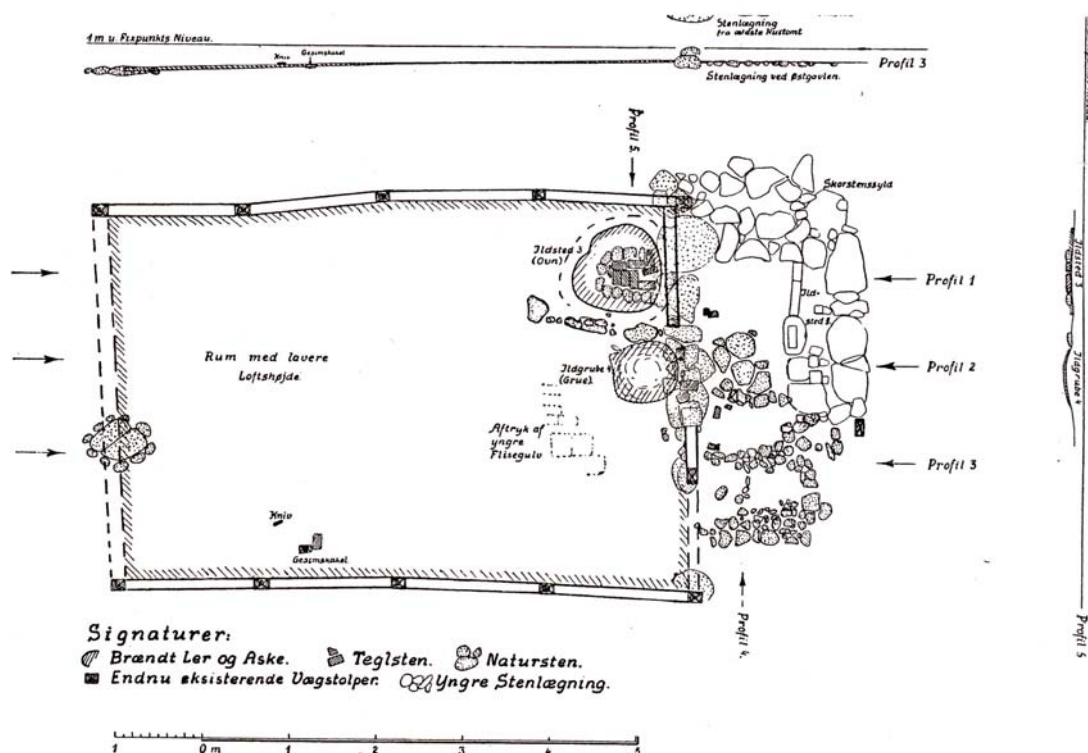 Stenlægning
fra ældste Hustomt
1 m u. Fixpunkts Niveau.
Kniv
Gesimskakel
Profil 3
Stenlægning ved Østgavlen.
Profil 5.
Skorstenssyld
Ildsted 3
(Ovn)
Profil 1
Ild-
sted 2.
Rum med lavere
Loftshøjde.
Ildgrube 4
(Grue).
Profil 2
Aftryk af
yngre
Flisegulv
Profil 3
Kniv
Gesimskakel
Profil 4.
Ildsted 3
Ildgrube 4
Profil 5
Signaturer:
Brændt Ler og Aske.
Teglsten.
Natursten.
Endnu eksisterende Vægstolper.
Yngre Stenlægning.
1 0 m 1 2 3 4 5